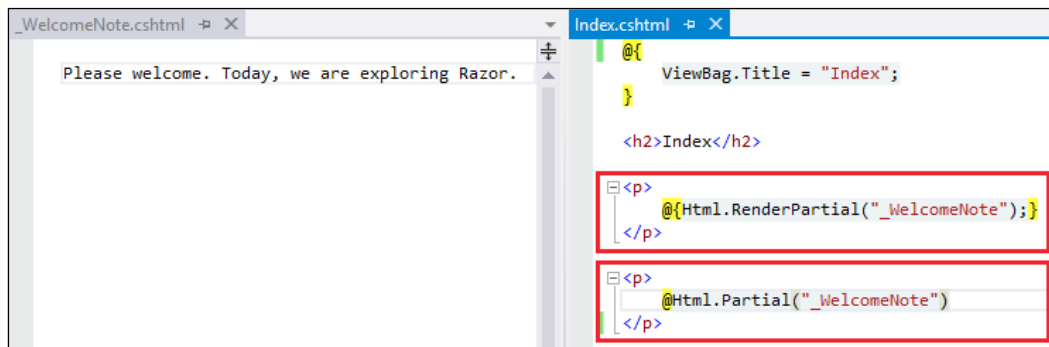 _WelcomeNote.cshtml
Please welcome. Today, we are exploring Razor.
Index.cshtml
@{
ViewBag.Title = "Index";
}
<h2>Index</h2>
<p>
@{Html.RenderPartial("_WelcomeNote");}
</p>
<p>
@Html.Partial("_WelcomeNote")
</p>